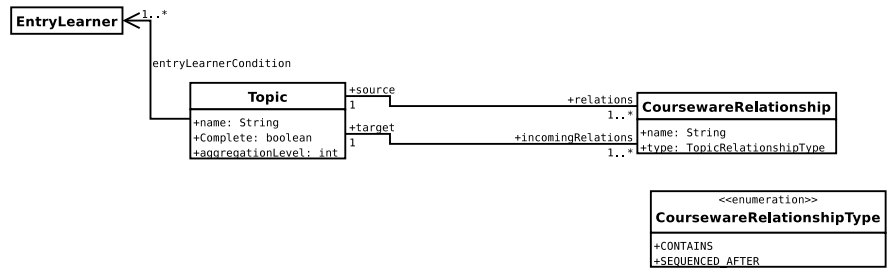 EntryLearner
1..*
entryLearnerCondition
Topic
+name: String
+Complete: boolean
+aggregationLevel: int
+source
1
+target
1
+relations
1..*
+incomingRelations
1..*
CoursewareRelationship
+name: String
+type: TopicRelationshipType
<<enumeration>>
CoursewareRelationshipType
+CONTAINS
+SEQUENCED_AFTER